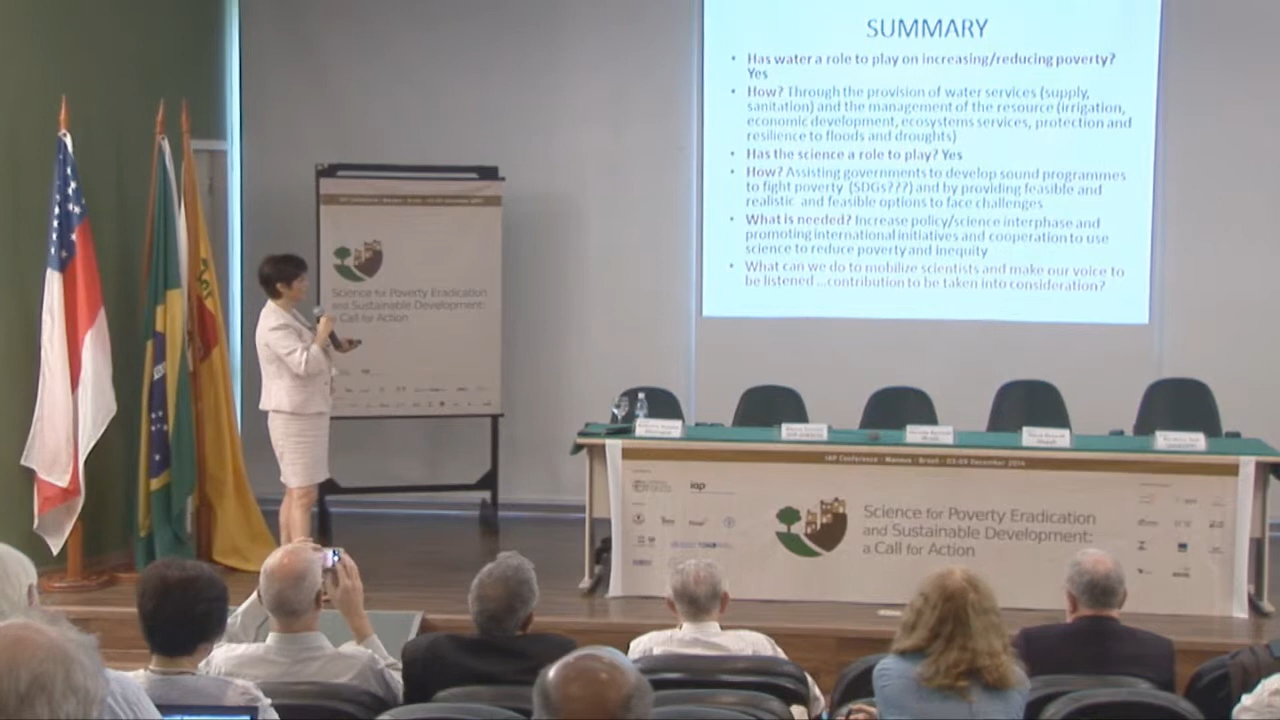 SUMMARY
• Has water a role to play on increasing/reducing poverty?
Yes
• How? Through the provision of water services (supply,
sanitation) and the management of the resource (irrigation,
economic development, ecosystems services, protection and
resilience to floods and droughts)
• Has the science a role to play? Yes
• How? Assisting governments to develop sound programmes
to fight poverty (SDGs???) and by providing feasible and
realistic and feasible options to face challenges
• What is needed? Increase policy/science interphase and
promoting international initiatives and cooperation to use
science to reduce poverty and inequity
• What can we do to mobilize scientists and make our voice to
be listened ...contribution to be taken into consideration?
Science for Poverty Eradication
and Sustainable Development:
a Call for Action
IAP Conference • Manaus • Brazil • 03-09 December 2014
iap
Science for Poverty Eradication
and Sustainable Development:
a Call for Action